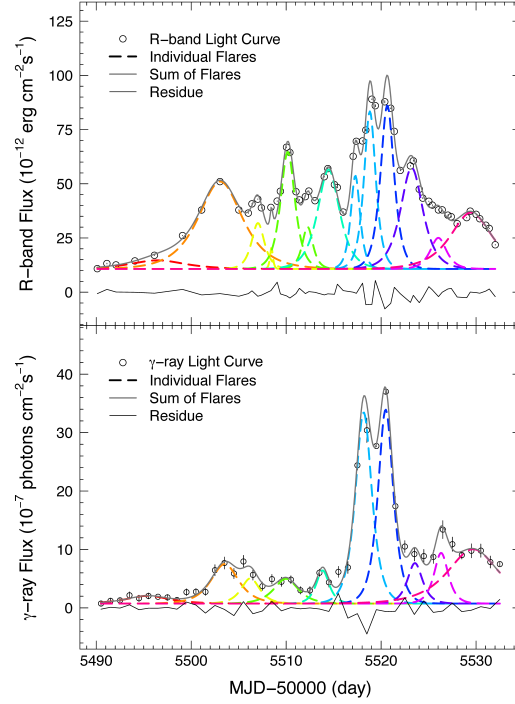 125
100
75
50
25
0
R−band Flux (10⁻¹² erg cm⁻²s⁻¹)
R−band Light Curve
Individual Flares
Sum of Flares
Residue
40
30
20
10
0
γ−ray Flux (10⁻⁷ photons cm⁻²s⁻¹)
γ−ray Light Curve
Individual Flares
Sum of Flares
Residue
5490 5500 5510 5520 5530
MJD−50000 (day)